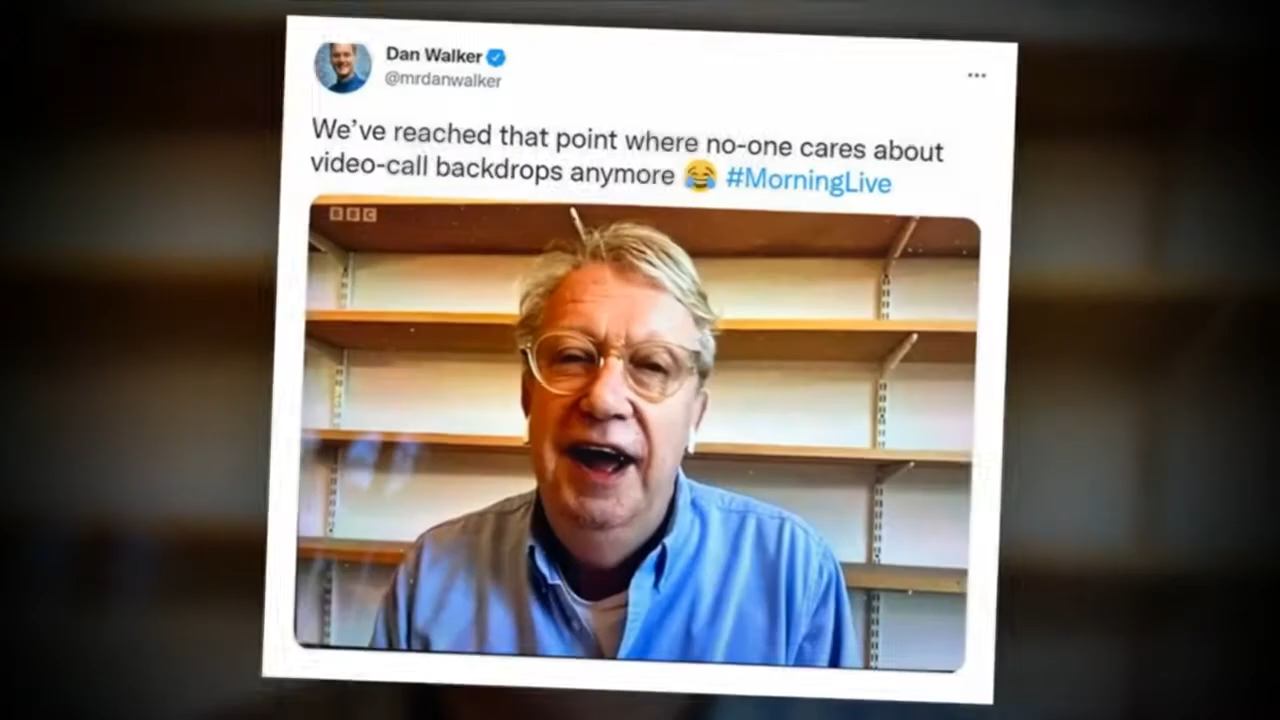 Dan Walker
@mrdanwalker
We've reached that point where no-one cares about
video-call backdrops anymore 😂 #MorningLive
BBC